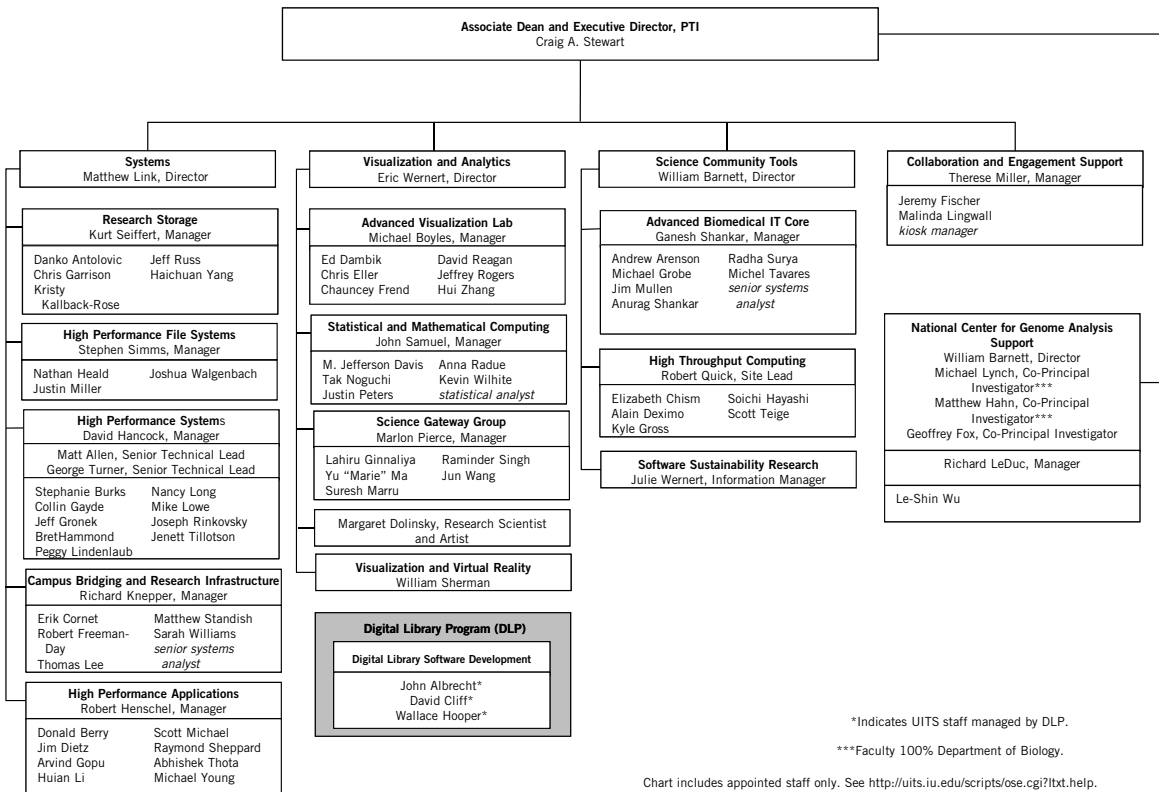 Associate Dean and Executive Director, PTI
Craig A. Stewart
Systems
Matthew Link, Director
Research Storage
Kurt Seiffert, Manager
Danko Antolovic
Chris Garrison
Kristy
Kallback-Rose
Jeff Russ
Haichuan Yang
High Performance File Systems
Stephen Simms, Manager
Nathan Heald
Justin Miller
Joshua Walgenbach
High Performance Systems
David Hancock, Manager
Matt Allen, Senior Technical Lead
George Turner, Senior Technical Lead
Stephanie Burks
Collin Gayde
Jeff Gronek
BretHammond
Peggy Lindenlaub
Nancy Long
Mike Lowe
Joseph Rinkovsky
Jenett Tillotson
Campus Bridging and Research Infrastructure
Richard Knepper, Manager
Erik Cornet
Robert Freeman-
Day
Thomas Lee
Matthew Standish
Sarah Williams
senior systems
analyst
High Performance Applications
Robert Henschel, Manager
Donald Berry
Jim Dietz
Arvind Gopu
Huian Li
Scott Michael
Raymond Sheppard
Abhishek Thota
Michael Young
Visualization and Analytics
Eric Wernert, Director
Advanced Visualization Lab
Michael Boyles, Manager
Ed Dambik
Chris Eller
Chauncey Frend
David Reagan
Jeffrey Rogers
Hui Zhang
Statistical and Mathematical Computing
John Samuel, Manager
M. Jefferson Davis
Tak Noguchi
Justin Peters
Anna Radue
Kevin Wilhite
statistical analyst
Science Gateway Group
Marlon Pierce, Manager
Lahiru Ginnaliya
Yu “Marie” Ma
Suresh Marru
Raminder Singh
Jun Wang
Margaret Dolinsky, Research Scientist
and Artist
Visualization and Virtual Reality
William Sherman
Digital Library Program (DLP)
Digital Library Software Development
John Albrecht*
David Cliff*
Wallace Hooper*
Science Community Tools
William Barnett, Director
Advanced Biomedical IT Core
Ganesh Shankar, Manager
Andrew Arenson
Michael Grobe
Jim Mullen
Anurag Shankar
Radha Surya
Michel Tavares
senior systems
analyst
High Throughput Computing
Robert Quick, Site Lead
Elizabeth Chism
Alain Deximo
Kyle Gross
Soichi Hayashi
Scott Teige
Software Sustainability Research
Julie Wernert, Information Manager
Collaboration and Engagement Support
Therese Miller, Manager
Jeremy Fischer
Malinda Lingwall
kiosk manager
National Center for Genome Analysis
Support
William Barnett, Director
Michael Lynch, Co-Principal
Investigator***
Matthew Hahn, Co-Principal
Investigator***
Geoffrey Fox, Co-Principal Investigator
Richard LeDuc, Manager
Le-Shin Wu
*Indicates UITS staff managed by DLP.
***Faculty 100% Department of Biology.
Chart includes appointed staff only. See http://uits.iu.edu/scripts/ose.cgi?ltxt.help.